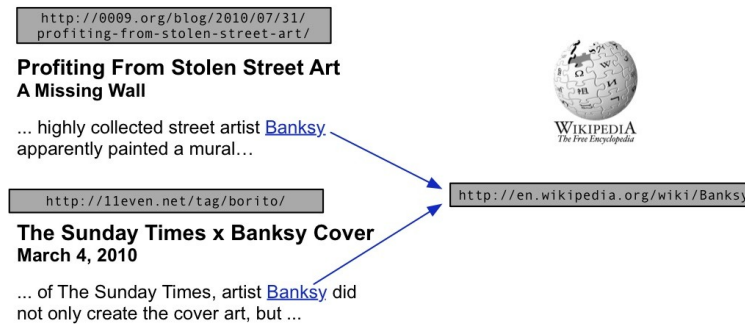 http://0009.org/blog/2010/07/31/
profiting-from-stolen-street-art/
Profiting From Stolen Street Art
A Missing Wall
... highly collected street artist Banksy
apparently painted a mural…
http://11even.net/tag/borito/
The Sunday Times x Banksy Cover
March 4, 2010
... of The Sunday Times, artist Banksy did
not only create the cover art, but ...
WIKIPEDIA
The Free Encyclopedia
http://en.wikipedia.org/wiki/Banksy